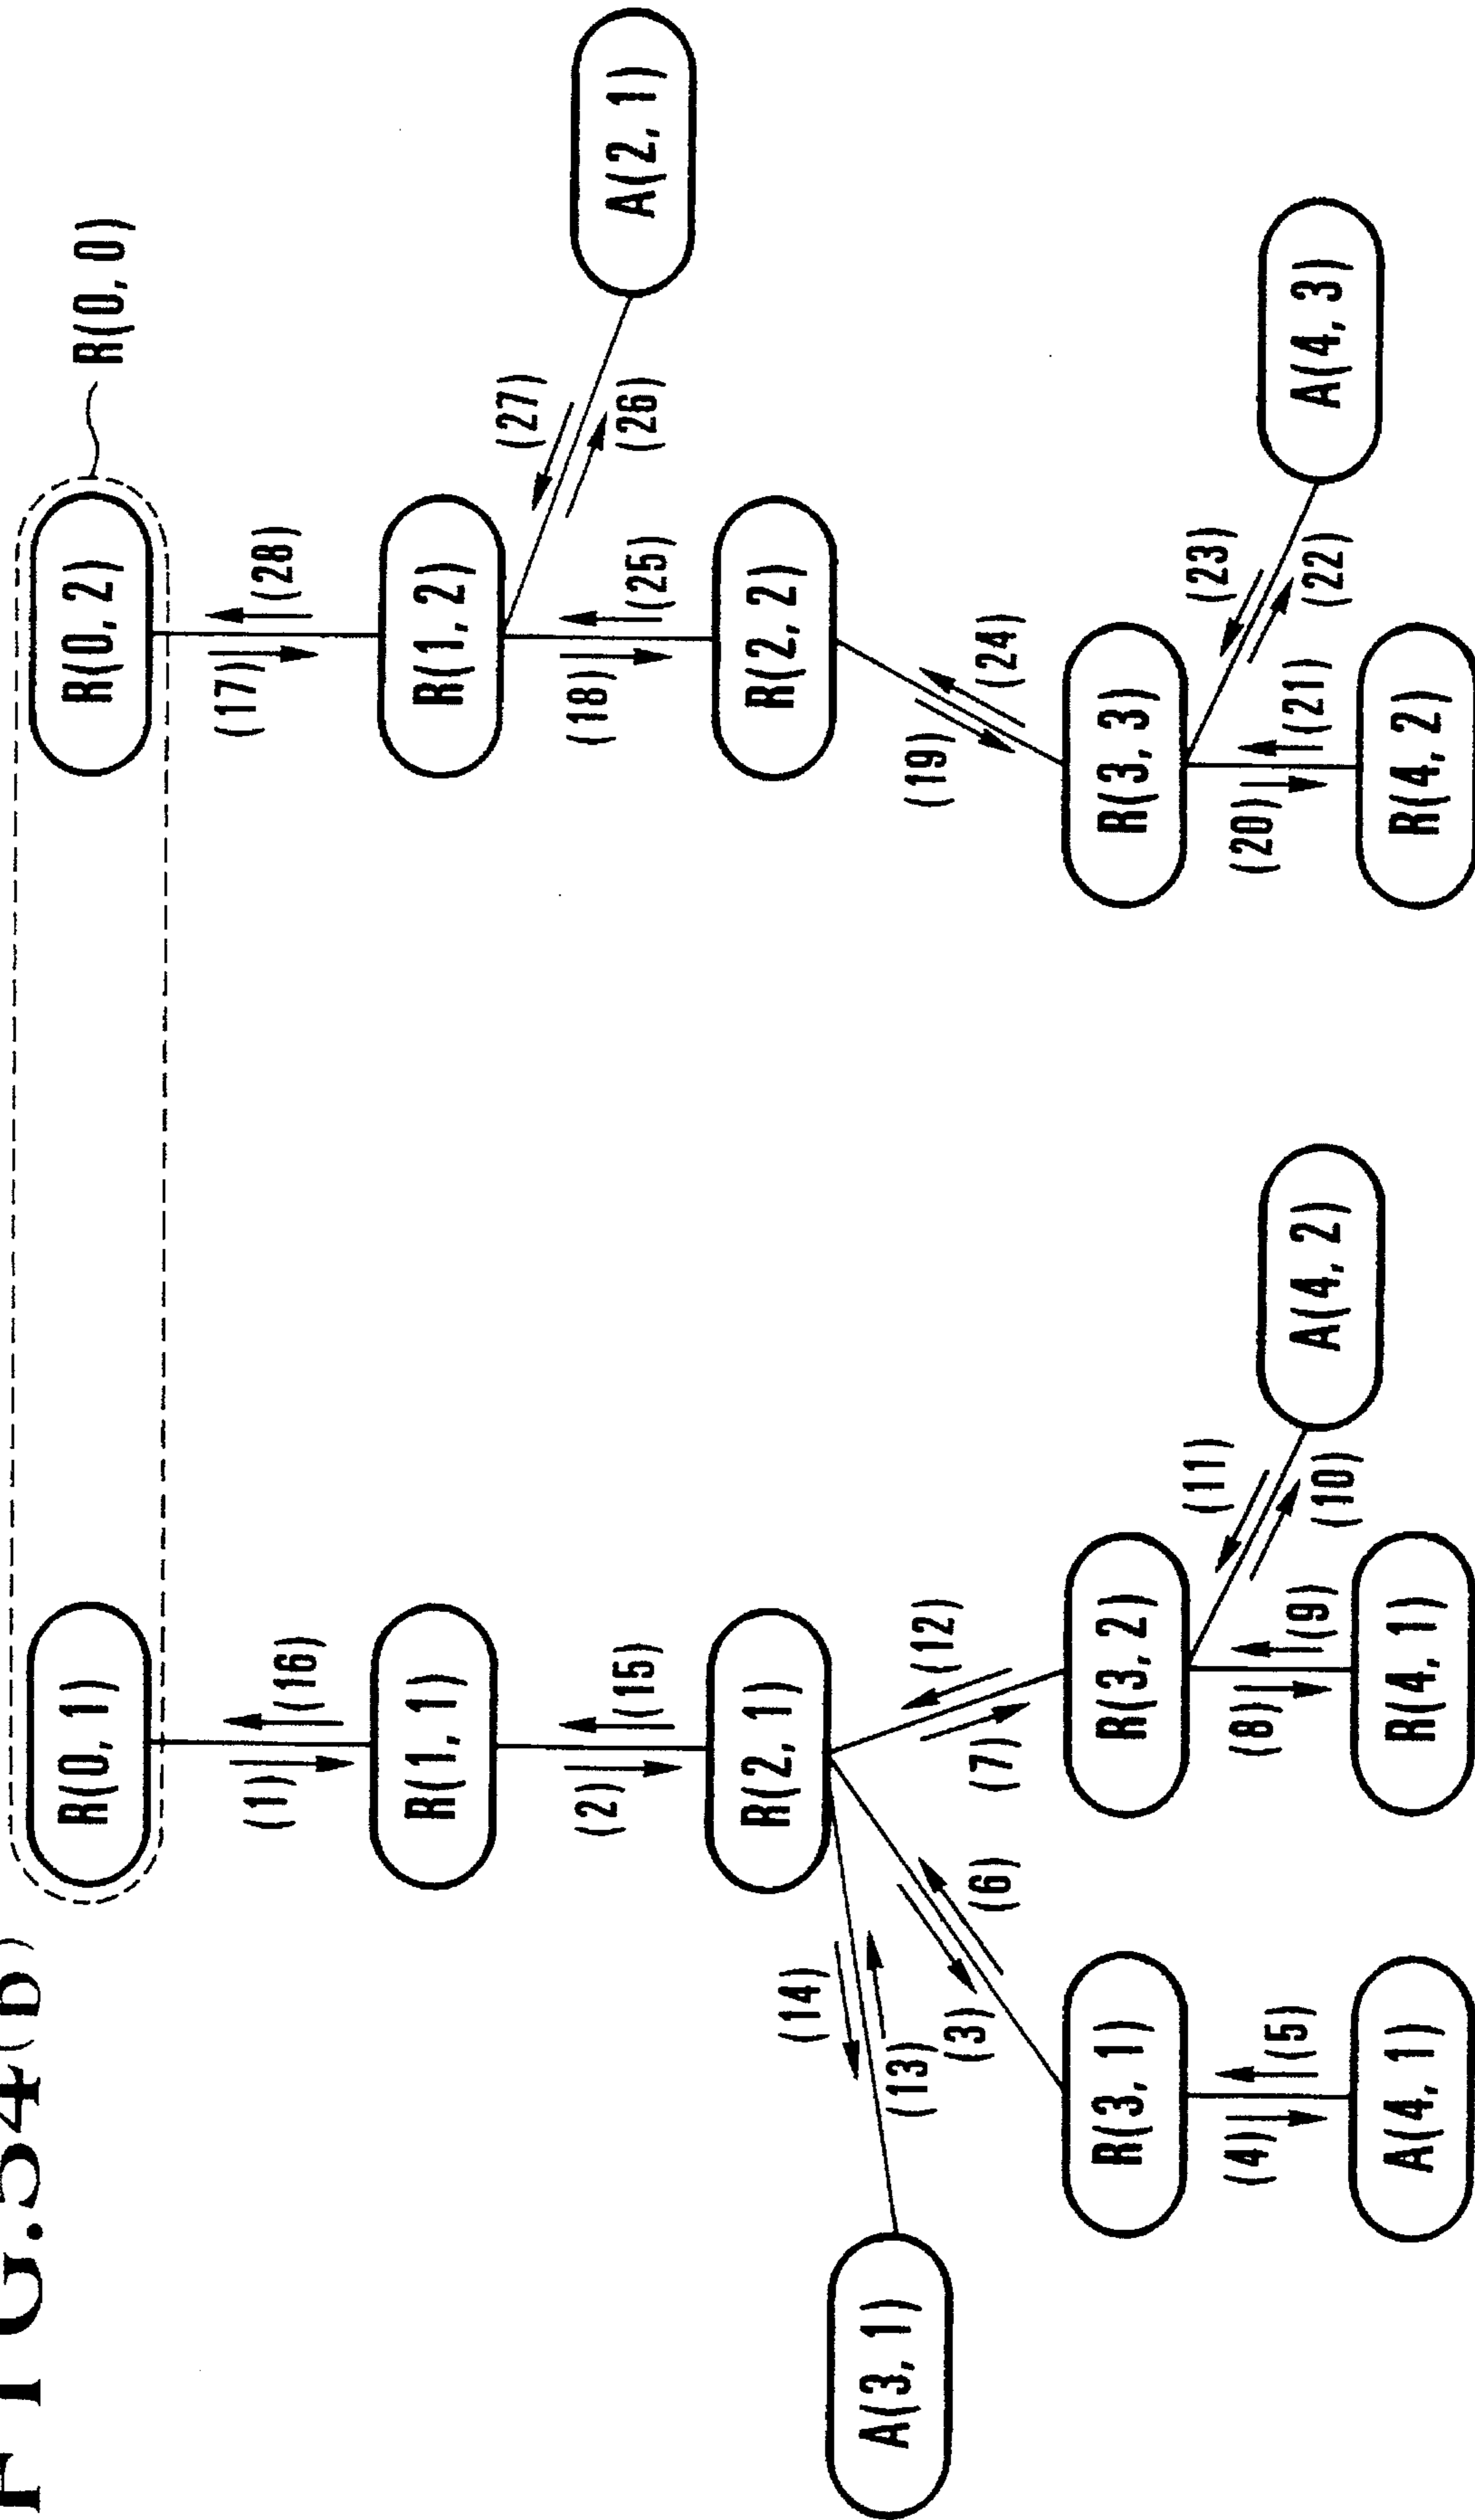 FIG.34(D)
R(0,1)
R(0,2)
R(0,0)
(1)
(16)
(17)
(28)
R(1,1)
R(1,2)
(27)
(26)
A(2,1)
(2)
(15)
(18)
(25)
R(2,1)
R(2,2)
A(3,1)
(14)
(13)
(3)
(6)
(7)
(12)
(19)
(24)
R(3,1)
R(3,2)
R(3,3)
(4)
(5)
(8)
(9)
(11)
(10)
(20)
(21)
(23)
(22)
A(4,1)
R(4,1)
A(4,2)
R(4,2)
A(4,3)